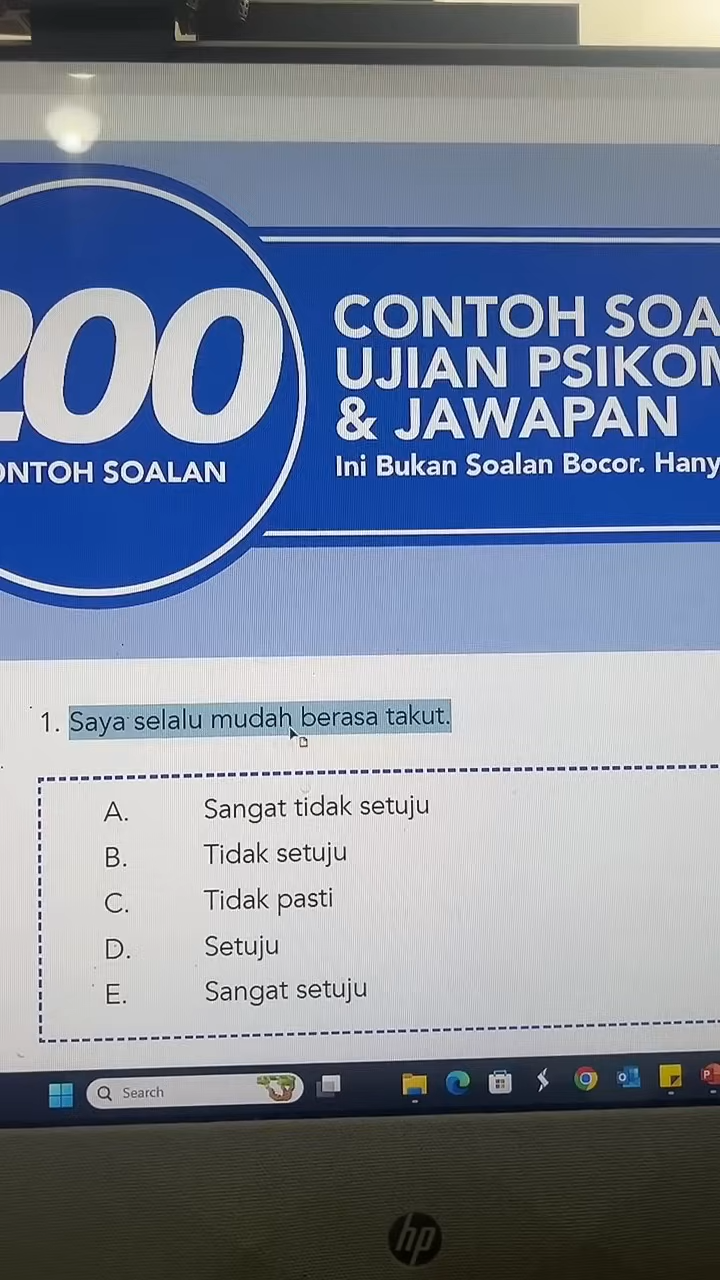 200
CONTOH SOALAN
CONTOH SOA
UJIAN PSIKOM
& JAWAPAN
Ini Bukan Soalan Bocor. Hany
1. Saya selalu mudah berasa takut.
A. Sangat tidak setuju
B. Tidak setuju
C. Tidak pasti
D. Setuju
E. Sangat setuju
Search
hp